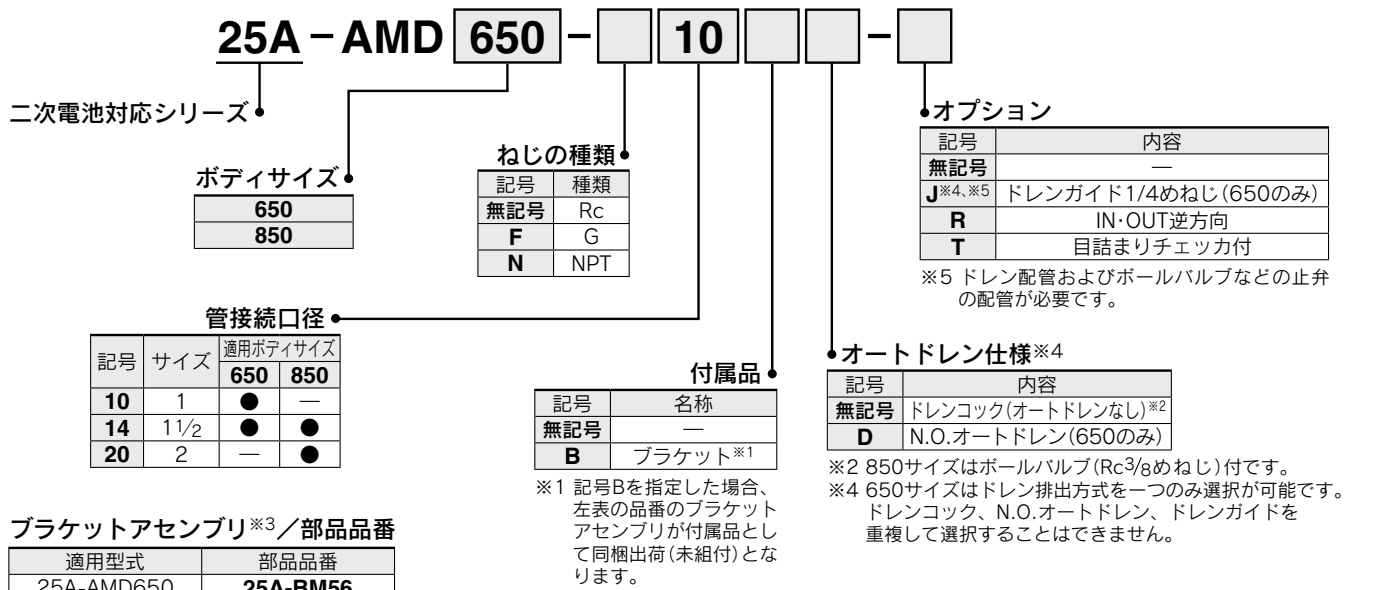 25A－AMD 650 － 10 －
二次電池対応シリーズ
ボディサイズ
650
850
ねじの種類
記号 種類
無記号 Rc
F G
N NPT
管接続口径
記号 サイズ 適用ボディサイズ
650 850
10 1 ● —
14 1 1/2 ● ●
20 2 — ●
付属品
記号 名称
無記号 —
B ブラケット※1
※1 記号Bを指定した場合、
左表の品番のブラケット
アセンブリが付属品とし
て同梱出荷(未組付)とな
ります。
オプション
記号 内容
無記号 —
J※4、※5 ドレンガイド1/4めねじ(650のみ)
R IN･OUT逆方向
T 目詰まりチェッカ付
※5 ドレン配管およびボールバルブなどの止弁
の配管が必要です。
オートドレン仕様※4
記号 内容
無記号 ドレンコック(オートドレンなし)※2
D N.O.オートドレン(650のみ)
※2 850サイズはボールバルブ(Rc3/8めねじ)付です。
※4 650サイズはドレン排出方式を一つのみ選択が可能です。
ドレンコック、N.O.オートドレン、ドレンガイドを
重複して選択することはできません。
ブラケットアセンブリ※3／部品品番
適用型式 部品品番
25A-AMD650 25A-BM56